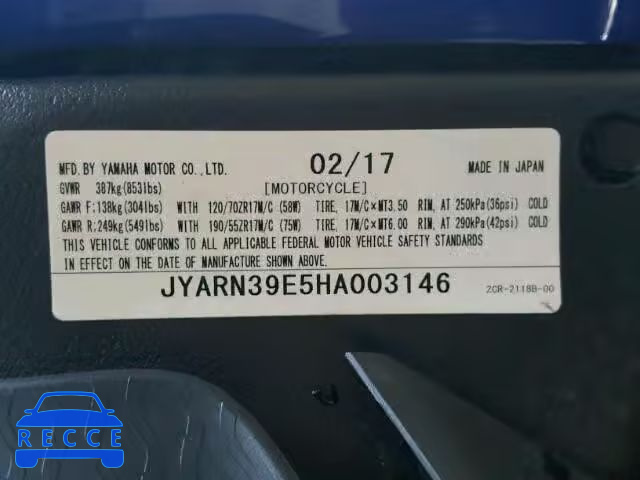 MFD.BY YAMAHA MOTOR CO.,LTD. 02/17 MADE IN JAPAN
GVWR 387kg(853lbs) [MOTORCYCLE]
GAWR F:138kg(304lbs) WITH 120/70ZR17M/C (58W) TIRE, 17M/C×MT3.50 RIM, AT 250kPa(36psi) COLD
GAWR R:249kg(549lbs) WITH 190/55ZR17M/C (75W) TIRE, 17M/C×MT6.00 RIM, AT 290kPa(42psi) COLD
THIS VEHICLE CONFORMS TO ALL APPLICABLE FEDERAL MOTOR VEHICLE SAFETY STANDARDS
IN EFFECT ON THE DATE OF MANUFACTURE SHOWN ABOVE.
JYARN39E5HA003146 2CR-2118B-00
RECCE